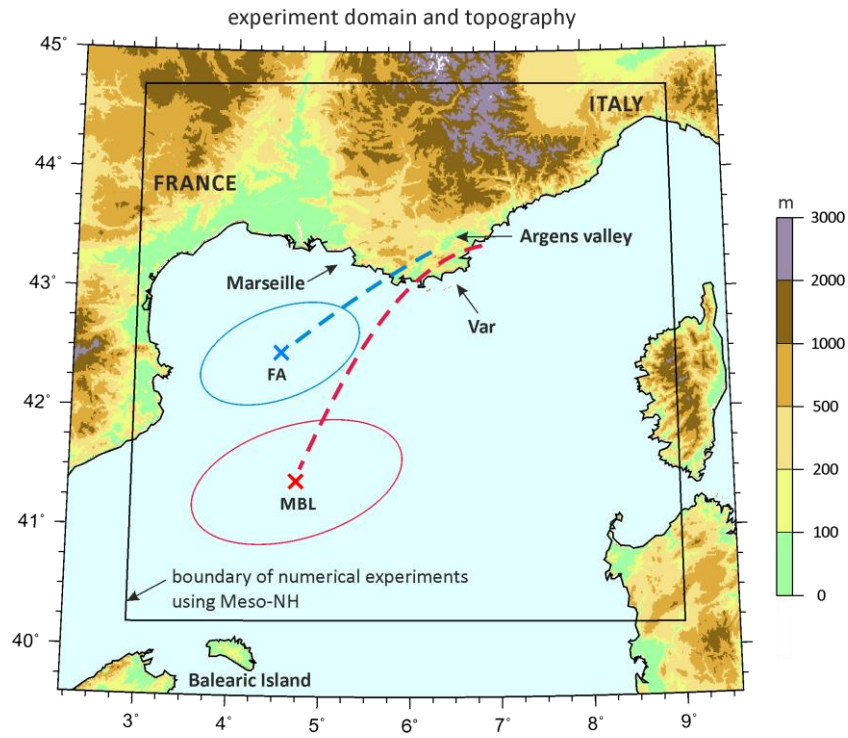 experiment domain and topography
45°
44°
43°
42°
41°
40°
ITALY
FRANCE
Argens valley
Marseille
Var
FA
MBL
boundary of numerical experiments
using Meso-NH
Balearic Island
3°
4°
5°
6°
7°
8°
9°
m
3000
2000
1000
500
200
100
0